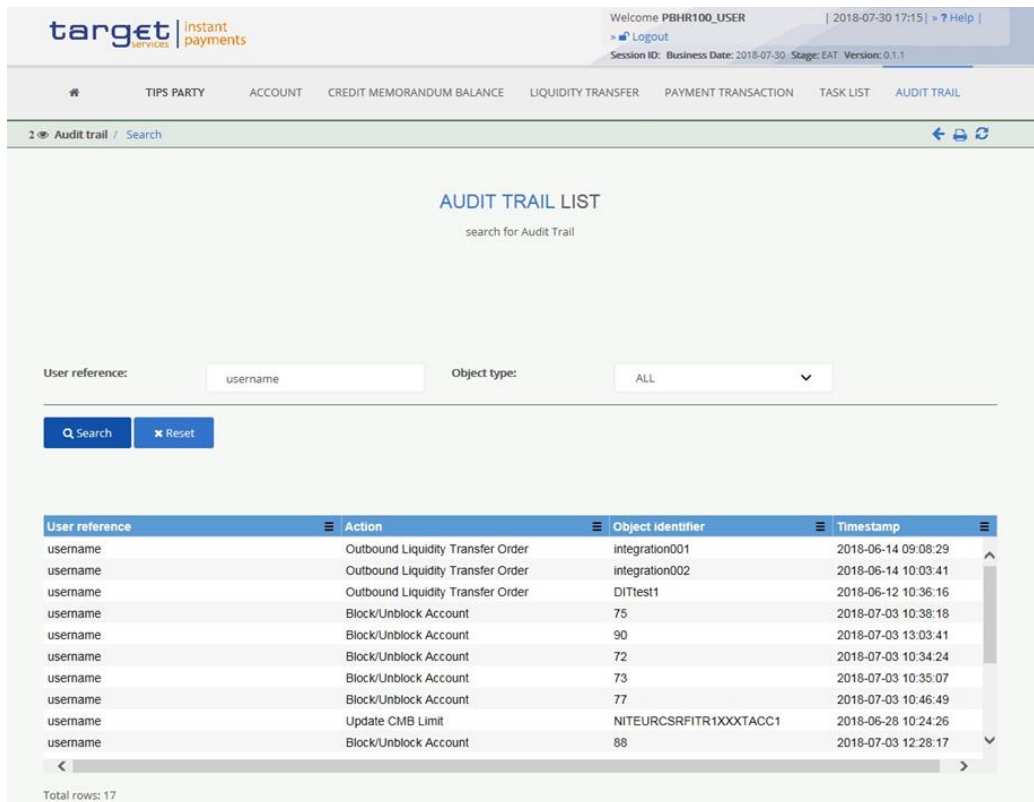 target services | instant payments
Welcome PBHR100_USER | 2018-07-30 17:15 | » ? Help |
» Logout
Session ID: Business Date: 2018-07-30 Stage: EAT Version: 0.1.1
TIPS PARTY ACCOUNT CREDIT MEMORANDUM BALANCE LIQUIDITY TRANSFER PAYMENT TRANSACTION TASK LIST AUDIT TRAIL
2 Audit trail / Search
AUDIT TRAIL LIST
search for Audit Trail
User reference: username Object type: ALL
Search Reset
User reference Action Object identifier Timestamp
username Outbound Liquidity Transfer Order integration001 2018-06-14 09:08:29
username Outbound Liquidity Transfer Order integration002 2018-06-14 10:03:41
username Outbound Liquidity Transfer Order DITtest1 2018-06-12 10:36:16
username Block/Unblock Account 75 2018-07-03 10:38:18
username Block/Unblock Account 90 2018-07-03 13:03:41
username Block/Unblock Account 72 2018-07-03 10:34:24
username Block/Unblock Account 73 2018-07-03 10:35:07
username Block/Unblock Account 77 2018-07-03 10:46:49
username Update CMB Limit NITEURCSRFITR1XXXTACC1 2018-06-28 10:24:26
username Block/Unblock Account 88 2018-07-03 12:28:17
Total rows: 17